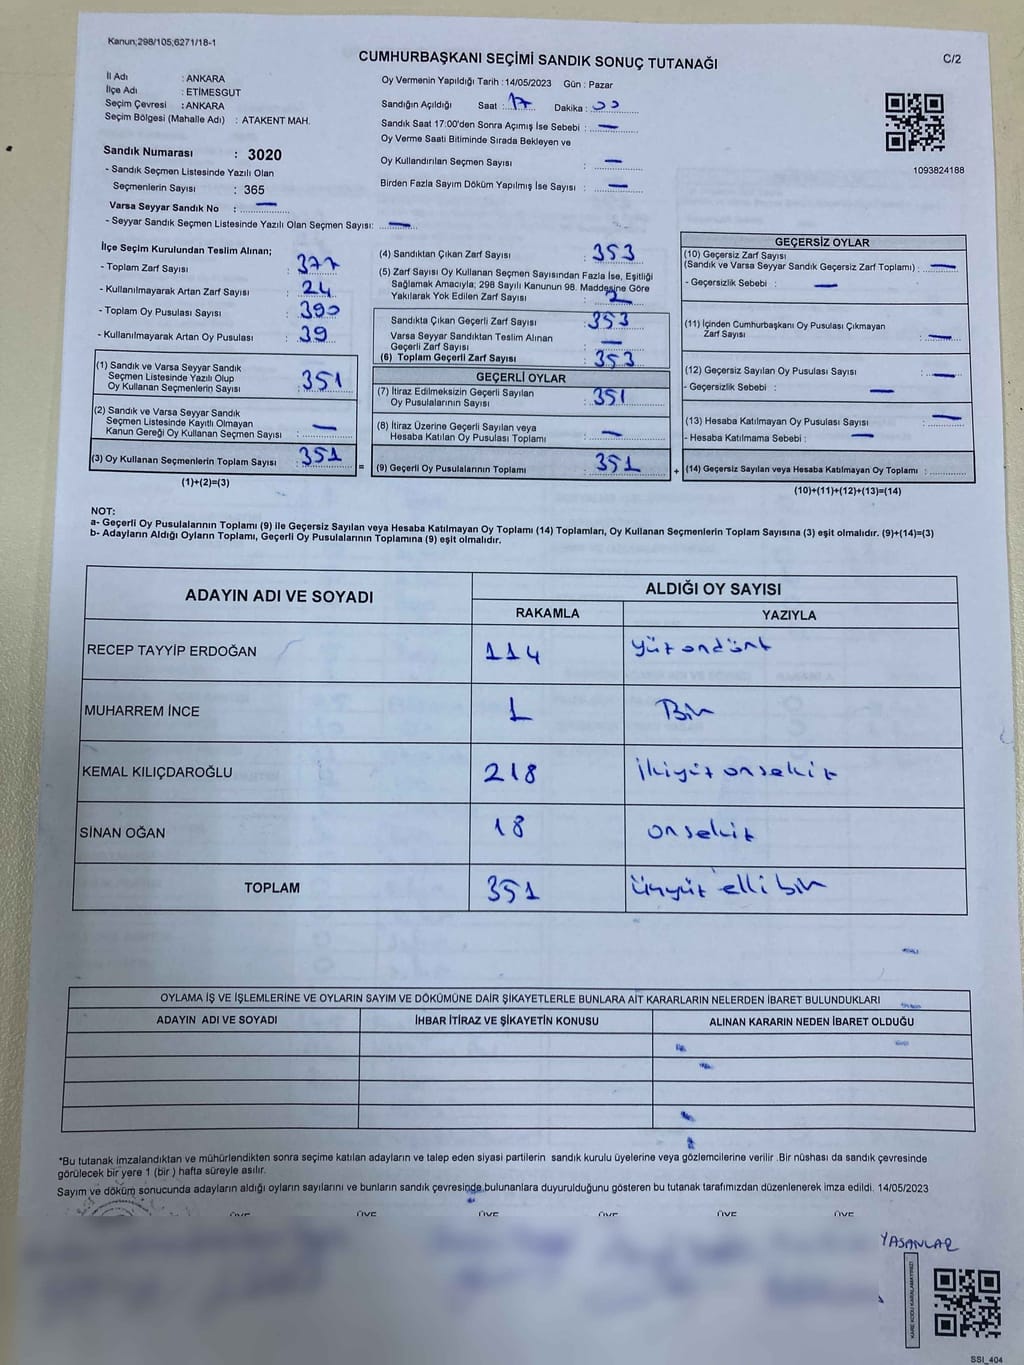 Kanun;298/105;6271/18-1
CUMHURBAŞKANI SEÇİMİ SANDIK SONUÇ TUTANAĞI
C/2
İl Adı : ANKARA
İlçe Adı : ETİMESGUT
Seçim Çevresi : ANKARA
Seçim Bölgesi (Mahalle Adı) : ATAKENT MAH.
Sandık Numarası : 3020
- Sandık Seçmen Listesinde Yazılı Olan
Seçmenlerin Sayısı : 365
Varsa Seyyar Sandık No : —
- Seyyar Sandık Seçmen Listesinde Yazılı Olan Seçmen Sayısı: —
Oy Vermenin Yapıldığı Tarih : 14/05/2023 Gün : Pazar
Sandığın Açıldığı Saat : 17 Dakika : 00
Sandık Saat 17:00'den Sonra Açımış İse Sebebi : —
Oy Verme Saati Bitiminde Sırada Bekleyen ve
Oy Kullandırılan Seçmen Sayısı : —
Birden Fazla Sayım Döküm Yapılmış İse Sayısı : —
1093824188
İlçe Seçim Kurulundan Teslim Alınan;
- Toplam Zarf Sayısı : 377
- Kullanılmayarak Artan Zarf Sayısı : 24
- Toplam Oy Pusulası Sayısı : 390
- Kullanılmayarak Artan Oy Pusulası : 39
(1) Sandık ve Varsa Seyyar Sandık
Seçmen Listesinde Yazılı Olup
Oy Kullanan Seçmenlerin Sayısı : 351
(2) Sandık ve Varsa Seyyar Sandık
Seçmen Listesinde Kayıtlı Olmayan
Kanun Gereği Oy Kullanan Seçmen Sayısı : —
(3) Oy Kullanan Seçmenlerin Toplam Sayısı : 351
(1)+(2)=(3)
=
(4) Sandıktan Çıkan Zarf Sayısı : 353
(5) Zarf Sayısı Oy Kullanan Seçmen Sayısından Fazla İse, Eşitliği
Sağlamak Amacıyla, 298 Sayılı Kanunun 98. Maddesine Göre
Yakılarak Yok Edilen Zarf Sayısı : 2
Sandıkta Çıkan Geçerli Zarf Sayısı : 353
Varsa Seyyar Sandıktan Teslim Alınan
Geçerli Zarf Sayısı : —
(6) Toplam Geçerli Zarf Sayısı : 353
GEÇERLİ OYLAR
(7) İtiraz Edilmeksizin Geçerli Sayılan
Oy Pusulalarının Sayısı : 351
(8) İtiraz Üzerine Geçerli Sayılan veya
Hesaba Katılan Oy Pusulası Toplamı : —
(9) Geçerli Oy Pusulalarının Toplamı : 351
+
GEÇERSİZ OYLAR
(10) Geçersiz Zarf Sayısı
(Sandık ve Varsa Seyyar Sandık Geçersiz Zarf Toplamı) : —
- Geçersizlik Sebebi : —
(11) İçinden Cumhurbaşkanı Oy Pusulası Çıkmayan
Zarf Sayısı : —
(12) Geçersiz Sayılan Oy Pusulası Sayısı : —
- Geçersizlik Sebebi : —
(13) Hesaba Katılmayan Oy Pusulası Sayısı : —
- Hesaba Katılmama Sebebi : —
(14) Geçersiz Sayılan veya Hesaba Katılmayan Oy Toplamı :
(10)+(11)+(12)+(13)=(14)
NOT:
a- Geçerli Oy Pusulalarının Toplamı (9) ile Geçersiz Sayılan veya Hesaba Katılmayan Oy Toplamı (14) Toplamları, Oy Kullanan Seçmenlerin Toplam Sayısına (3) eşit olmalıdır. (9)+(14)=(3)
b- Adayların Aldığı Oyların Toplamı, Geçerli Oy Pusulalarının Toplamına (9) eşit olmalıdır.
ADAYIN ADI VE SOYADI ALDIĞI OY SAYISI
RAKAMLA YAZIYLA
RECEP TAYYİP ERDOĞAN 114 yüz ondört
MUHARREM İNCE 1 Bir
KEMAL KILIÇDAROĞLU 218 ikiyüz onsekiz
SİNAN OĞAN 18 onsekiz
TOPLAM 351 üçyüz elli bir
OYLAMA İŞ VE İŞLEMLERİNE VE OYLARIN SAYIM VE DÖKÜMÜNE DAİR ŞİKAYETLERLE BUNLARA AİT KARARLARIN NELERDEN İBARET BULUNDUKLARI
ADAYIN ADI VE SOYADI İHBAR İTİRAZ VE ŞİKAYETİN KONUSU ALINAN KARARIN NEDEN İBARET OLDUĞU
*Bu tutanak imzalandıktan ve mühürlendikten sonra seçime katılan adayların ve talep eden siyasi partilerin sandık kurulu üyelerine veya gözlemcilerine verilir .Bir nüshası da sandık çevresinde
görülecek bir yere 1 (bir ) hafta süreyle asılır.
Sayım ve döküm sonucunda adayların aldığı oyların sayılarını ve bunların sandık çevresinde bulunanlara duyurulduğunu gösteren bu tutanak tarafımızdan düzenlenerek imza edildi. 14/05/2023
ÜYE ÜYE ÜYE ÜYE ÜYE ÜYE
YASANLAR
KARE KODU KARALAMAYINIZ!
SSI_404